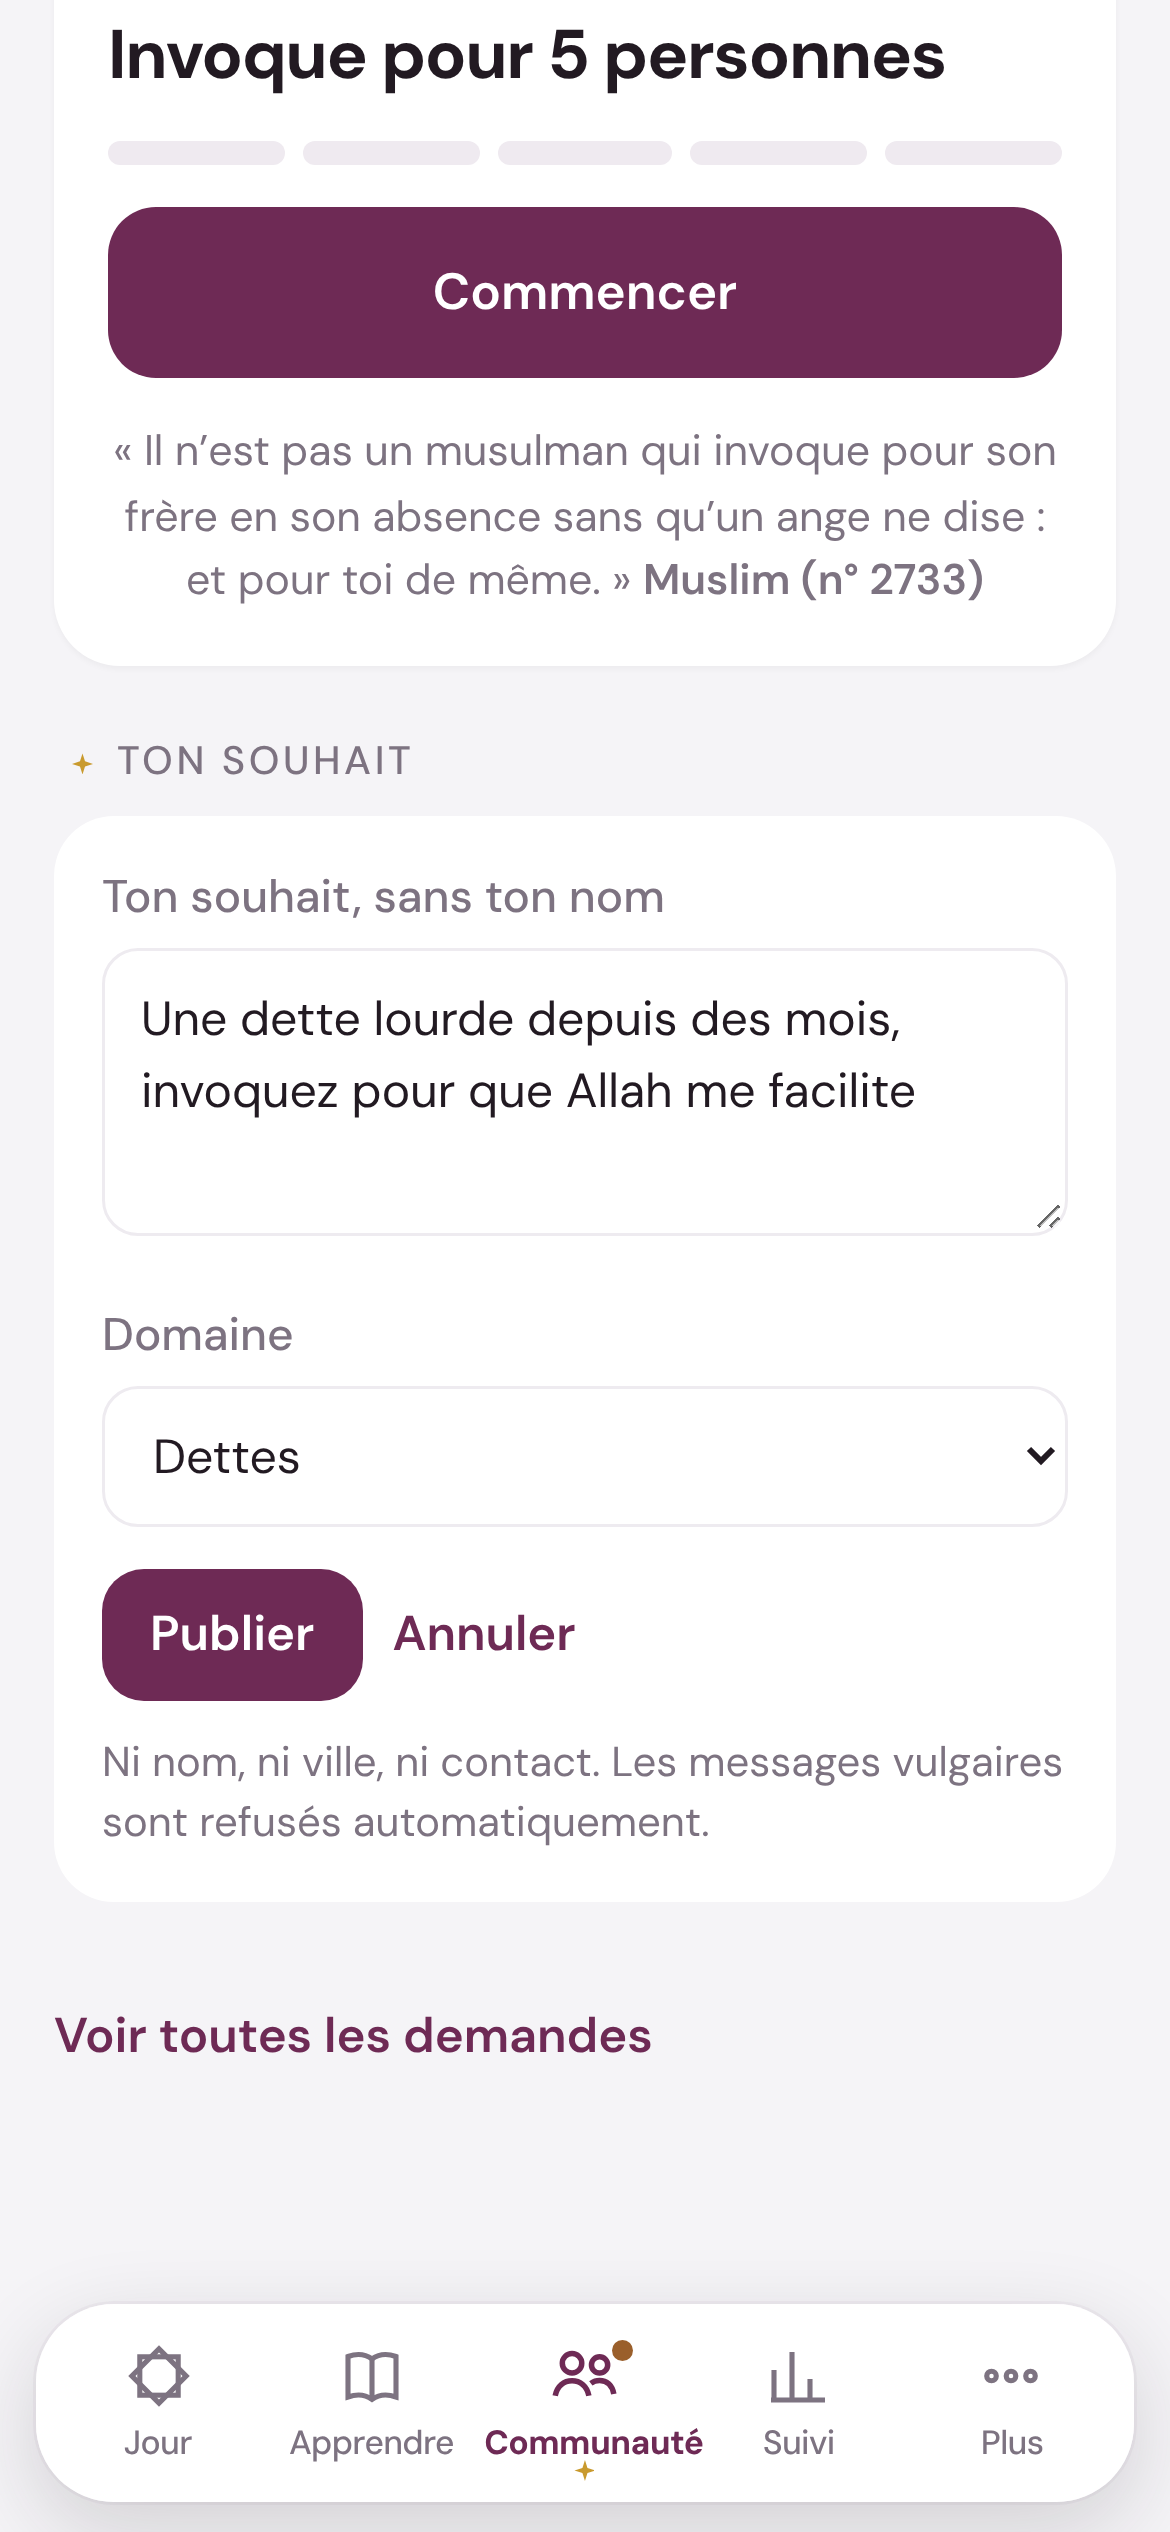 Invoque pour 5 personnes
Commencer
« Il n’est pas un musulman qui invoque pour son
frère en son absence sans qu’un ange ne dise :
et pour toi de même. » Muslim (n° 2733)
TON SOUHAIT
Ton souhait, sans ton nom
Une dette lourde depuis des mois,
invoquez pour que Allah me facilite
Domaine
Dettes
Publier Annuler
Ni nom, ni ville, ni contact. Les messages vulgaires
sont refusés automatiquement.
Voir toutes les demandes
Jour Apprendre Communauté Suivi Plus